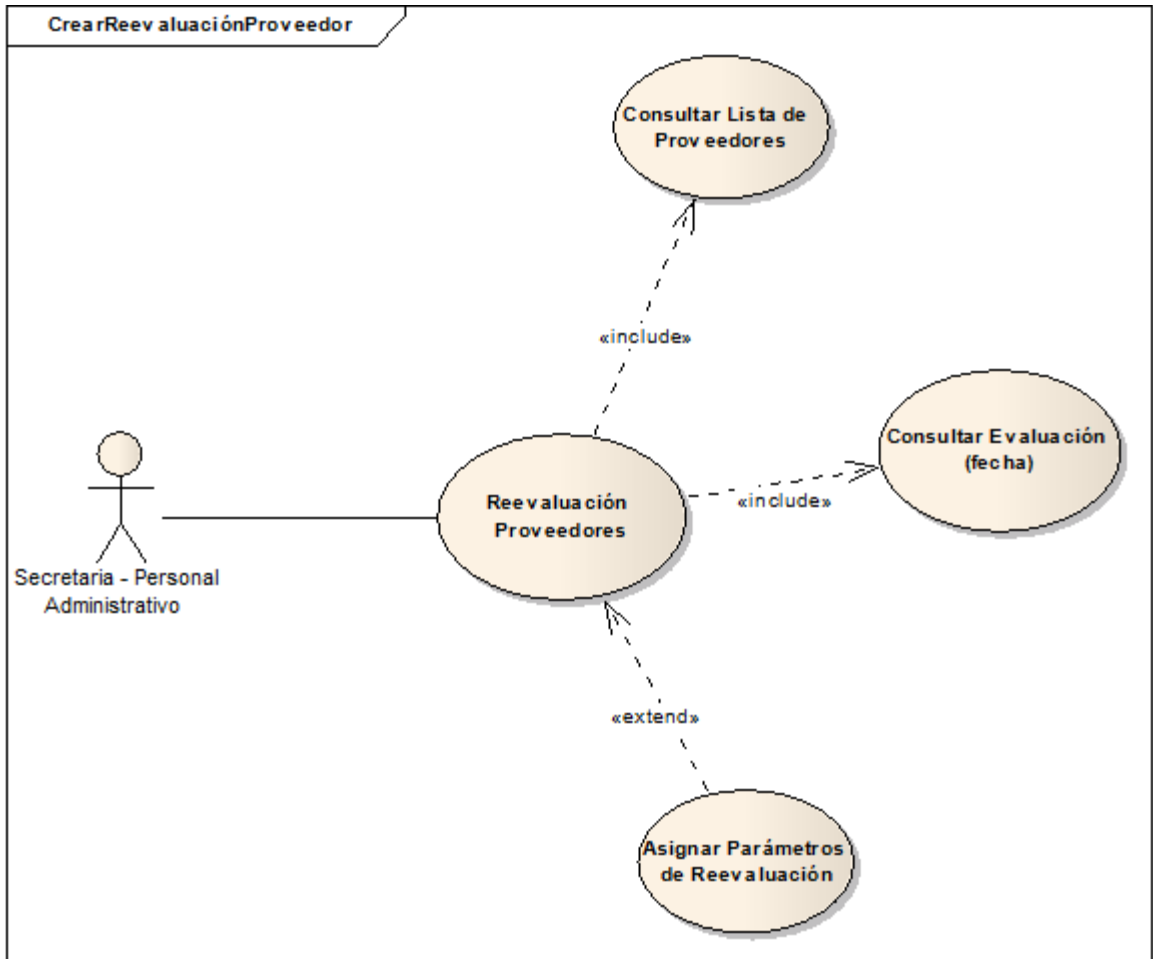 CrearReevaluaciónProveedor
Consultar Lista de
Proveedores
«include»
Consultar Evaluación
(fecha)
«include»
Reevaluación
Proveedores
Secretaria - Personal
Administrativo
«extend»
Asignar Parámetros
de Reevaluación